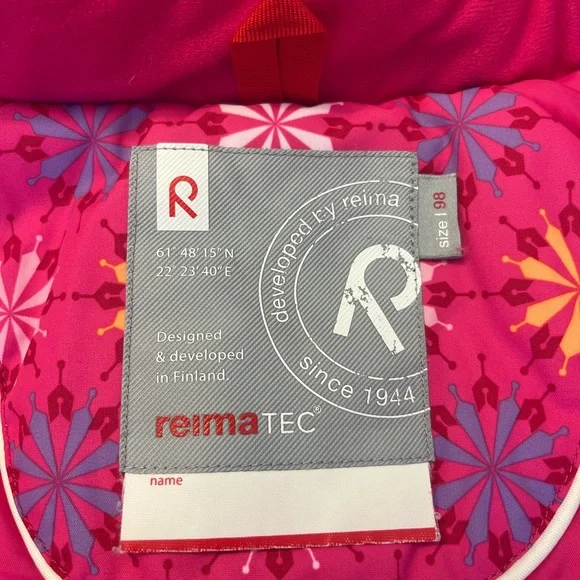 R
61° 48' 15" N
22° 23' 40" E
Designed
& developed
in Finland.
reimaTEC®
developed by reima
R
since 1944
size | 98
name